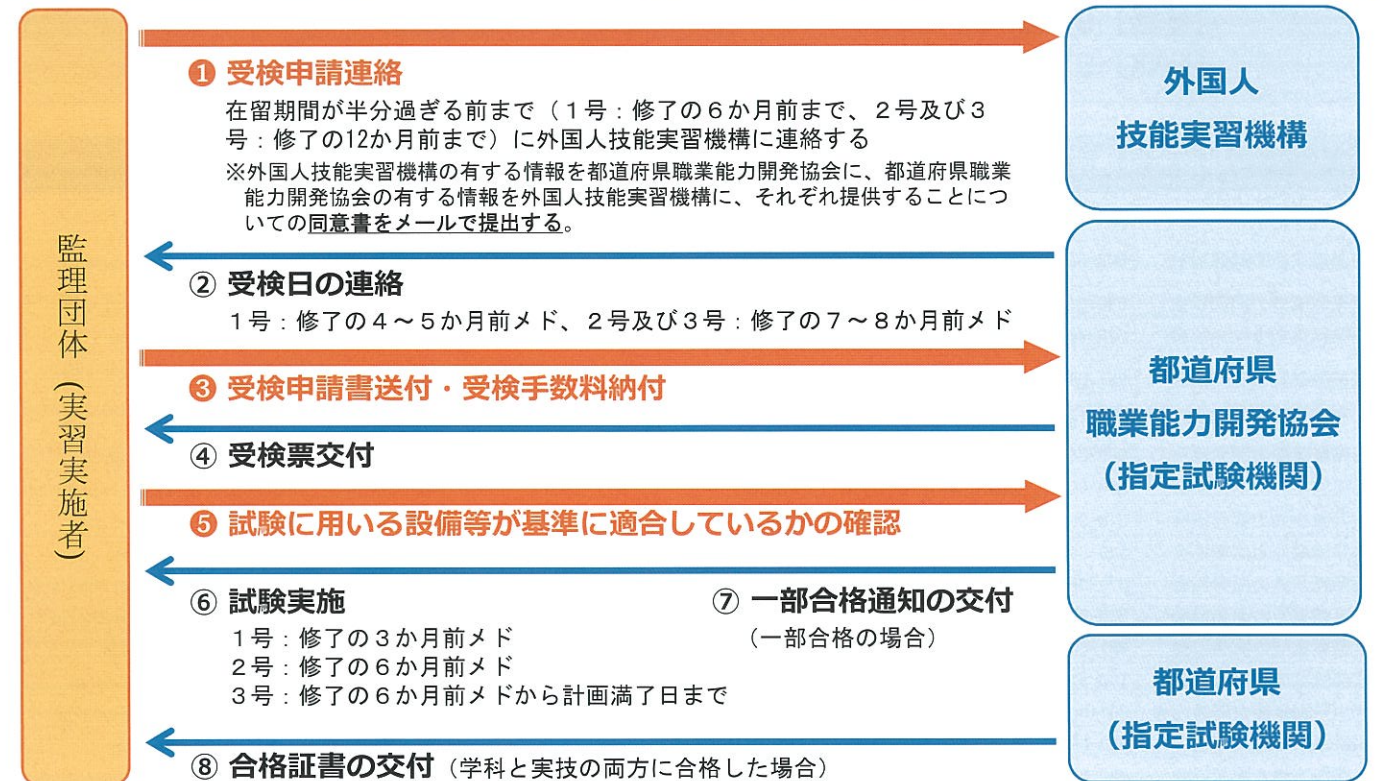 監理団体（実習実施者）
❶ 受検申請連絡
在留期間が半分過ぎる前まで（１号：修了の６か月前まで、２号及び３
号：修了の12か月前まで）に外国人技能実習機構に連絡する
※外国人技能実習機構の有する情報を都道府県職業能力開発協会に、都道府県職業
能力開発協会の有する情報を外国人技能実習機構に、それぞれ提供することにつ
いての同意書をメールで提出する。
② 受検日の連絡
１号：修了の４～５か月前メド、２号及び３号：修了の７～８か月前メド
❸ 受検申請書送付・受検手数料納付
④ 受検票交付
❺ 試験に用いる設備等が基準に適合しているかの確認
⑥ 試験実施
１号：修了の３か月前メド
２号：修了の６か月前メド
３号：修了の６か月前メドから計画満了日まで
⑦ 一部合格通知の交付
（一部合格の場合）
⑧ 合格証書の交付（学科と実技の両方に合格した場合）
外国人
技能実習機構
都道府県
職業能力開発協会
（指定試験機関）
都道府県
（指定試験機関）